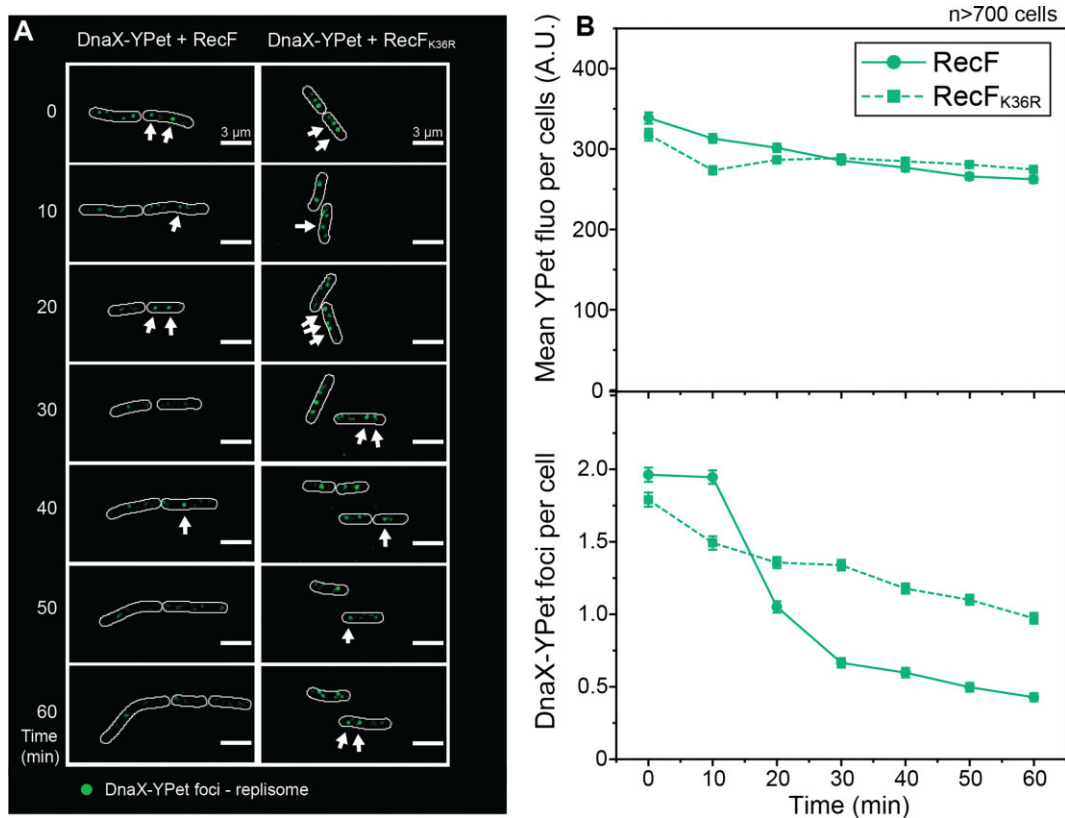 A
DnaX-YPet + RecF
DnaX-YPet + RecFK36R
0
3 µm
3 µm
10
20
30
40
50
60
Time
(min)
DnaX-YPet foci - replisome
B
n>700 cells
Mean YPet fluo per cells (A.U.)
450
400
300
200
100
0
RecF
RecFK36R
DnaX-YPet foci per cell
2.0
1.5
1.0
0.5
0
0 10 20 30 40 50 60
Time (min)